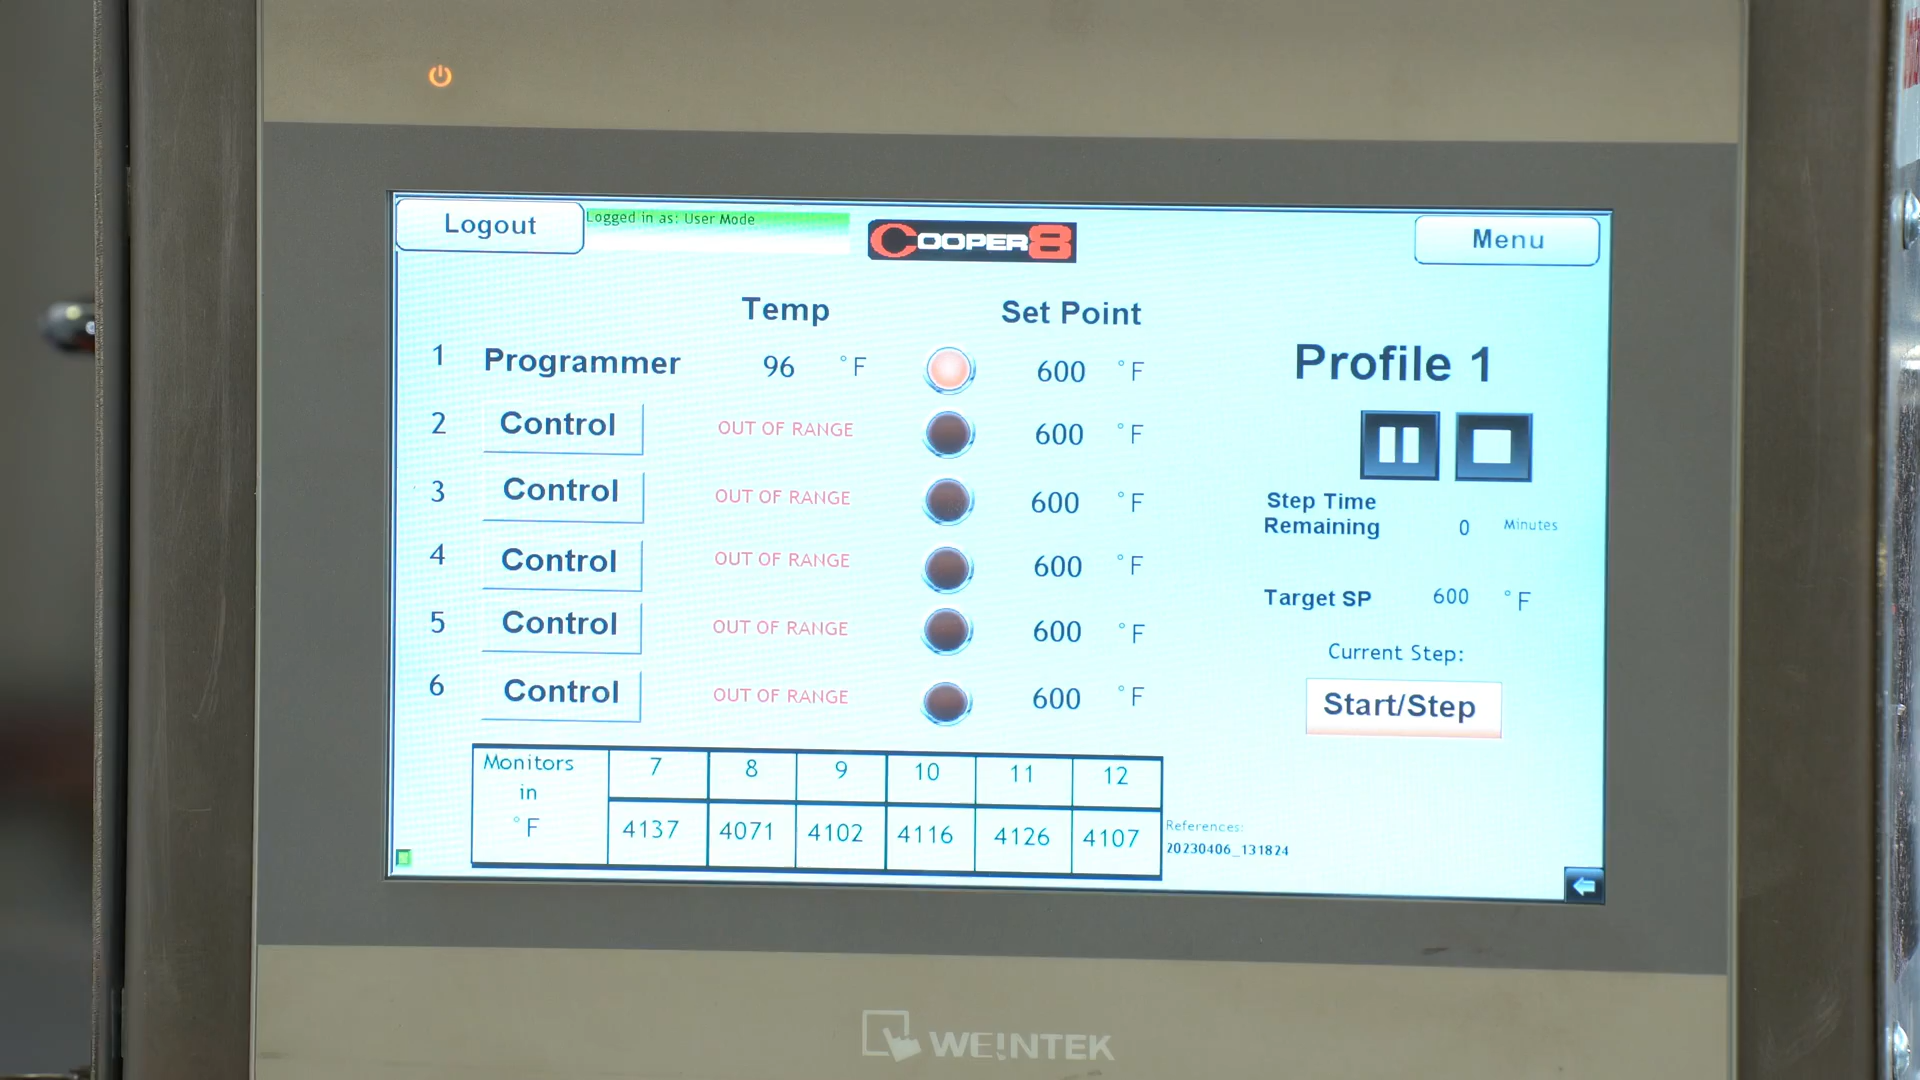 Logout
Logged in as: User Mode
COOPER8
Menu
Temp
Set Point
1 Programmer 96 °F 600 °F
2 Control OUT OF RANGE 600 °F
3 Control OUT OF RANGE 600 °F
4 Control OUT OF RANGE 600 °F
5 Control OUT OF RANGE 600 °F
6 Control OUT OF RANGE 600 °F
Profile 1
Step Time
Remaining 0 Minutes
Target SP 600 °F
Current Step:
Start/Step
Monitors
in
°F
7 8 9 10 11 12
4137 4071 4102 4116 4126 4107
References:
20230406_131824
WEINTEK